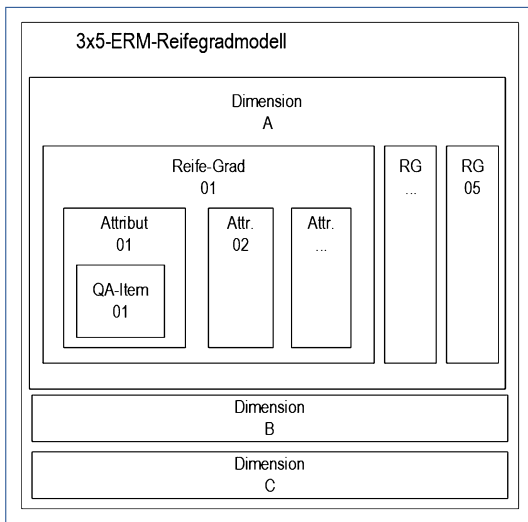 3x5-ERM-Reifegradmodell
Dimension
A
Reife-Grad
01
RG
...
RG
05
Attribut
01
Attr.
02
Attr.
...
QA-Item
01
Dimension
B
Dimension
C